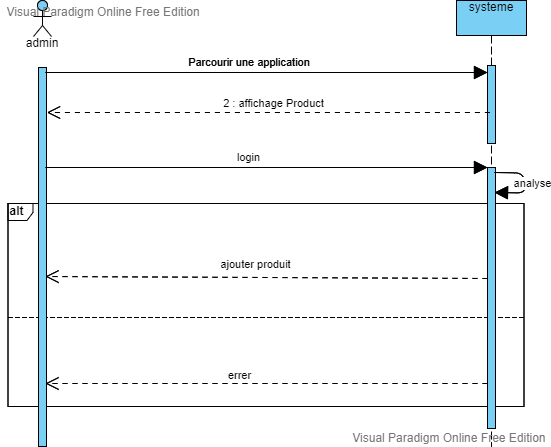 Visual Paradigm Online Free Edition
systeme
admin
Parcourir une application
2 : affichage Product
login
analyse
alt
ajouter produit
errer
Visual Paradigm Online Free Edition